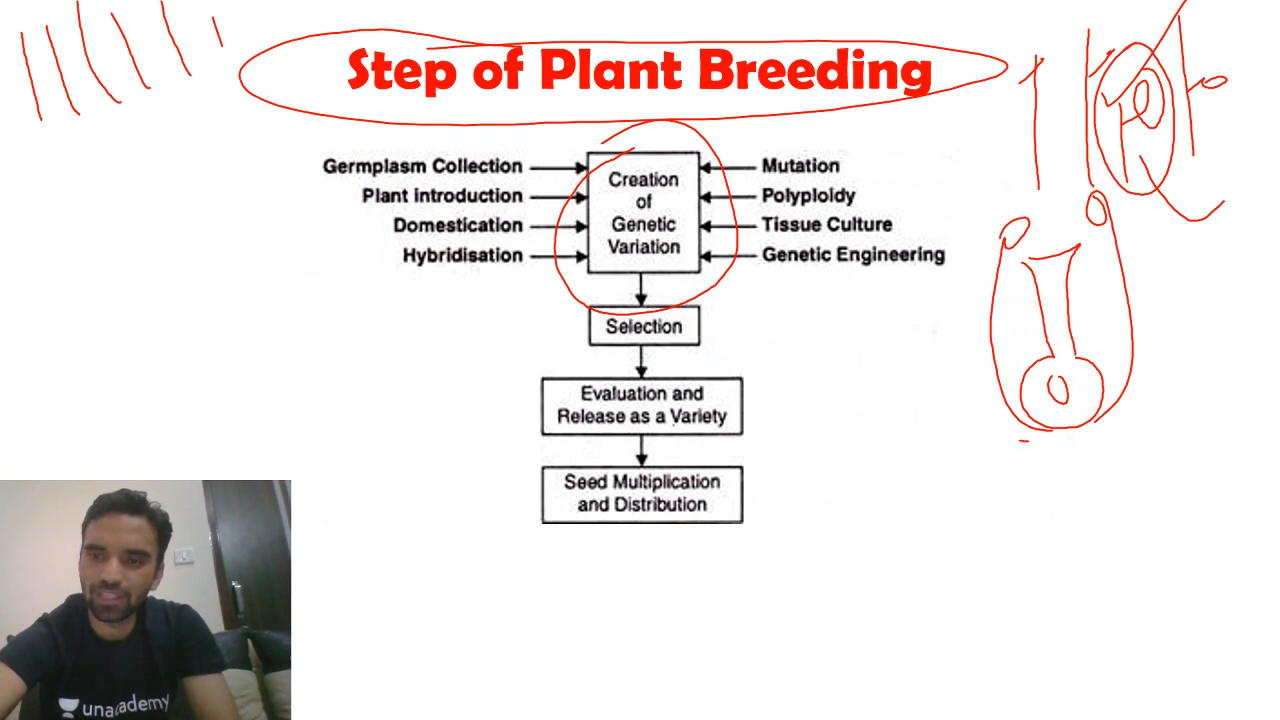 Step of Plant Breeding
Germplasm Collection
Plant introduction
Domestication
Hybridisation
Creation
of
Genetic
Variation
Mutation
Polyploidy
Tissue Culture
Genetic Engineering
Selection
Evaluation and
Release as a Variety
Seed Multiplication
and Distribution
unacademy